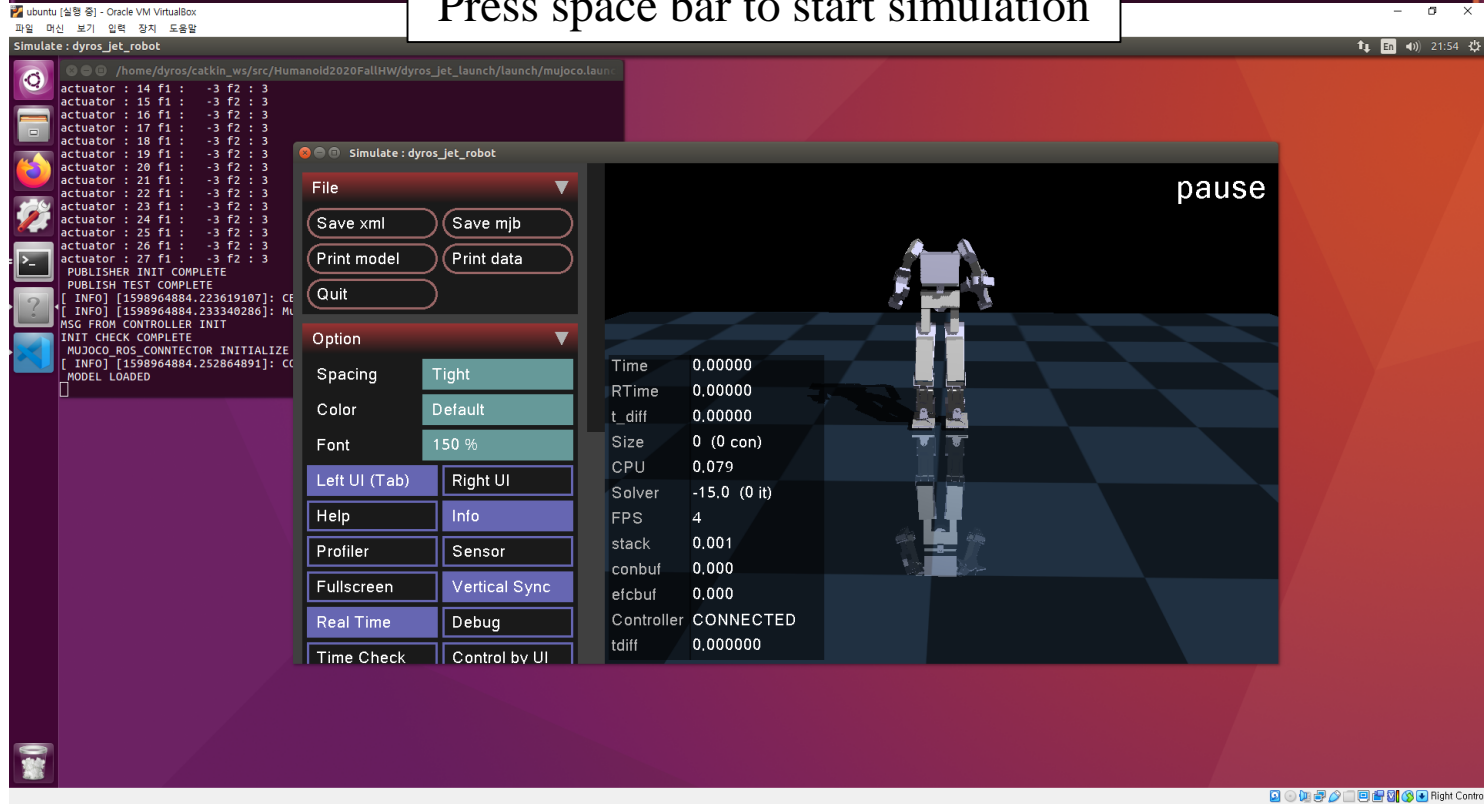 Press space bar to start simulation
ubuntu [실행 중] - Oracle VM VirtualBox
파일 머신 보기 입력 장치 도움말
Simulate : dyros_jet_robot
En 21:54
/home/dyros/catkin_ws/src/Humanoid2020FallHW/dyros_jet_launch/launch/mujoco.launc
actuator : 14 f1 : -3 f2 : 3
actuator : 15 f1 : -3 f2 : 3
actuator : 16 f1 : -3 f2 : 3
actuator : 17 f1 : -3 f2 : 3
actuator : 18 f1 : -3 f2 : 3
actuator : 19 f1 : -3 f2 : 3
actuator : 20 f1 : -3 f2 : 3
actuator : 21 f1 : -3 f2 : 3
actuator : 22 f1 : -3 f2 : 3
actuator : 23 f1 : -3 f2 : 3
actuator : 24 f1 : -3 f2 : 3
actuator : 25 f1 : -3 f2 : 3
actuator : 26 f1 : -3 f2 : 3
actuator : 27 f1 : -3 f2 : 3
PUBLISHER INIT COMPLETE
PUBLISH TEST COMPLETE
[ INFO] [1598964884.223619107]:
[ INFO] [1598964884.233340286]: Mu
MSG FROM CONTROLLER INIT
INIT CHECK COMPLETE
MUJOCO_ROS_CONNTECTOR INITIALIZE
[ INFO] [1598964884.252864891]: CO
MODEL LOADED
Simulate : dyros_jet_robot
File
Save xml Save mjb
Print model Print data
Quit
Option
Spacing Tight
Color Default
Font 150 %
Left UI (Tab) Right UI
Help Info
Profiler Sensor
Fullscreen Vertical Sync
Real Time Debug
Time Check Control by UI
pause
Time 0.00000
RTime 0.00000
t_diff 0.00000
Size 0 (0 con)
CPU 0.079
Solver -15.0 (0 it)
FPS 4
stack 0.001
conbuf 0.000
efcbuf 0.000
Controller CONNECTED
tdiff 0.000000
Right Contro